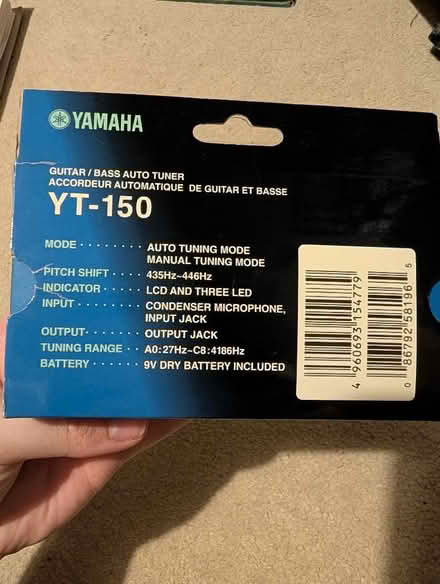 YAMAHA
GUITAR / BASS AUTO TUNER
ACCORDEUR AUTOMATIQUE DE GUITAR ET BASSE
YT-150
MODE · · · · · · · · AUTO TUNING MODE
MANUAL TUNING MODE
PITCH SHIFT · · · · 435Hz~446Hz
INDICATOR · · · · · LCD AND THREE LED
INPUT · · · · · · · · CONDENSER MICROPHONE,
INPUT JACK
OUTPUT · · · · · · · OUTPUT JACK
TUNING RANGE · · A0:27Hz~C8:4186Hz
BATTERY · · · · · · · 9V DRY BATTERY INCLUDED
4 960693 154779
0 86792 58196 5